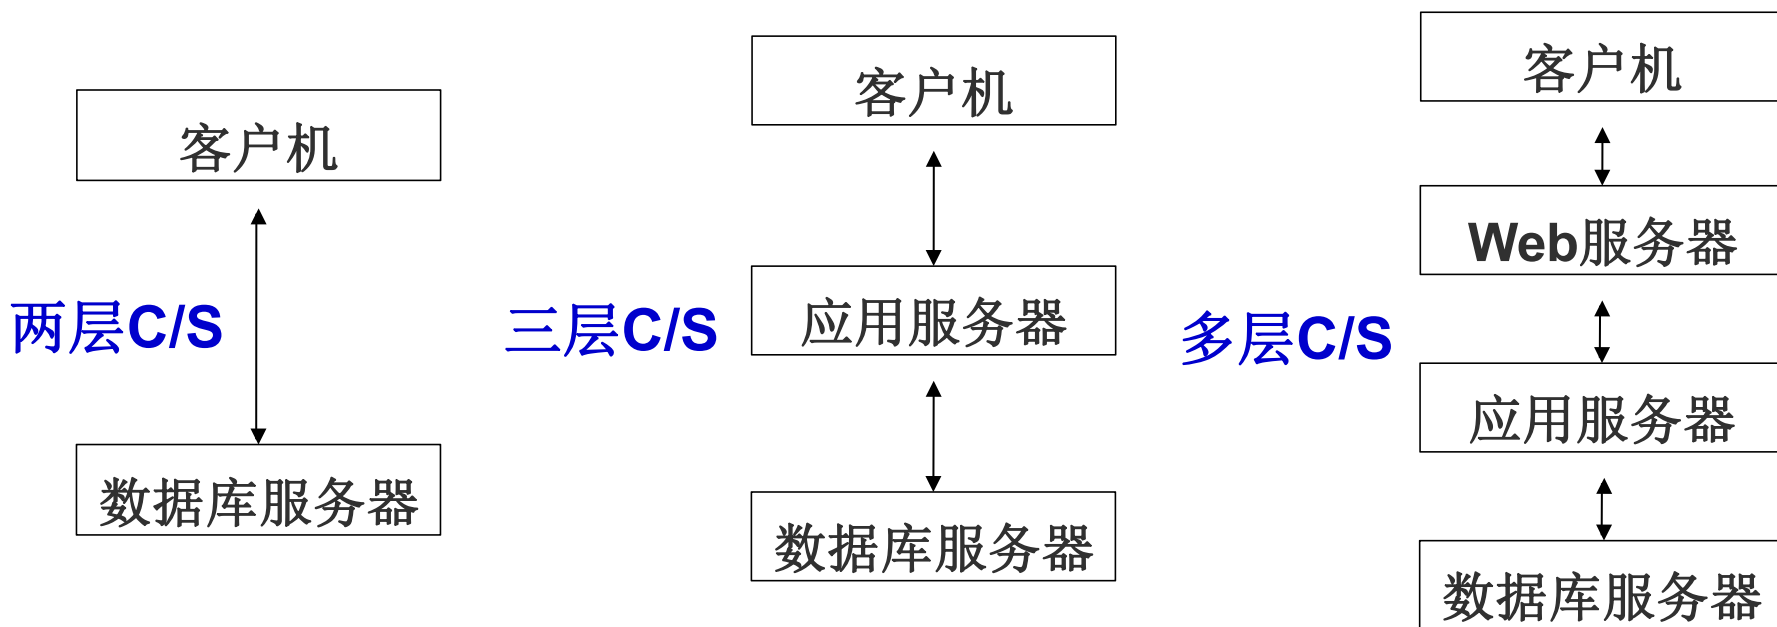 两层C/S
客户机
数据库服务器
三层C/S
客户机
应用服务器
数据库服务器
多层C/S
客户机
Web服务器
应用服务器
数据库服务器